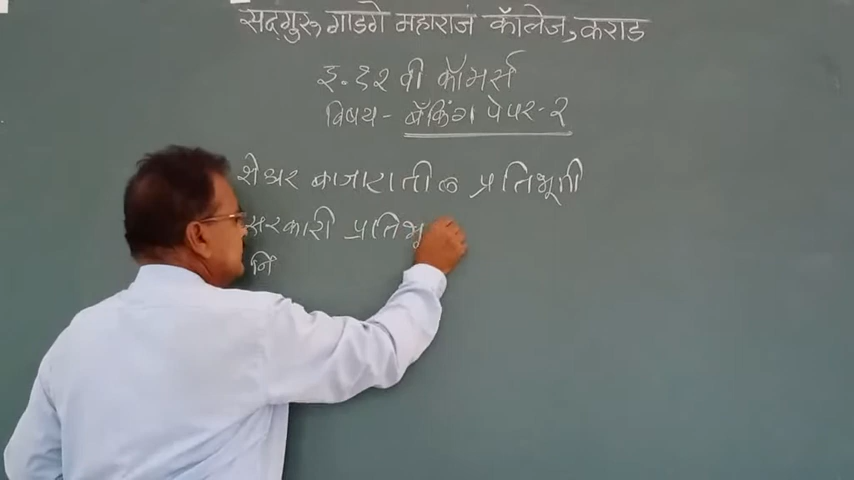 सद्गुरू गाडगे महाराज कॉलेज, कराड
इ. १२ वी कॉमर्स
विषय - बँकिंग पेपर - २
शेअर बाजारातील प्रतिभूती
सरकारी प्रतिभू
नि